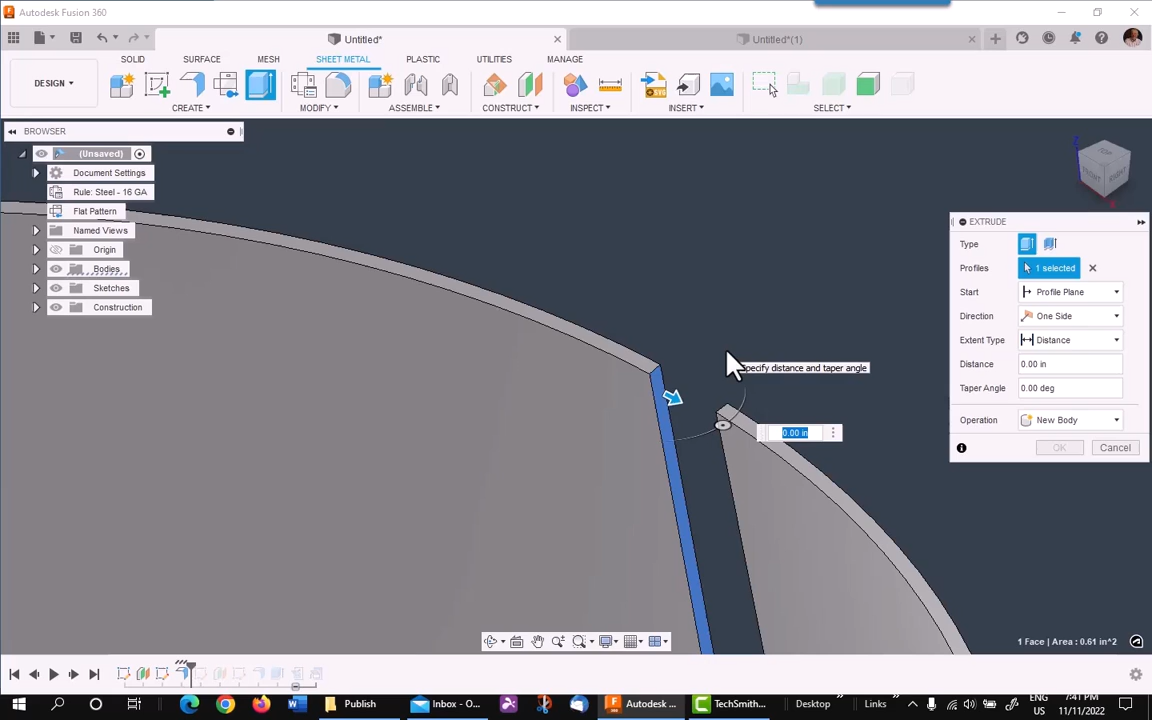 Autodesk Fusion 360
Untitled*
Untitled*(1)
SOLID
SURFACE
MESH
SHEET METAL
PLASTIC
UTILITIES
MANAGE
DESIGN
CREATE
MODIFY
ASSEMBLE
CONSTRUCT
INSPECT
INSERT
SELECT
BROWSER
(Unsaved)
Document Settings
Rule: Steel - 16 GA
Flat Pattern
Named Views
Origin
Bodies
Sketches
Construction
TOP
FRONT
RIGHT
Z
X
EXTRUDE
Type
Profiles 1 selected
Start Profile Plane
Direction One Side
Extent Type Distance
Distance 0.00 in
Taper Angle 0.00 deg
Operation New Body
OK Cancel
Specify distance and taper angle
0.00 in
1 Face | Area : 0.61 in^2
Publish
Inbox - O...
Autodesk ...
TechSmith...
Desktop
Links
ENG
US
7:41 PM
11/11/2022